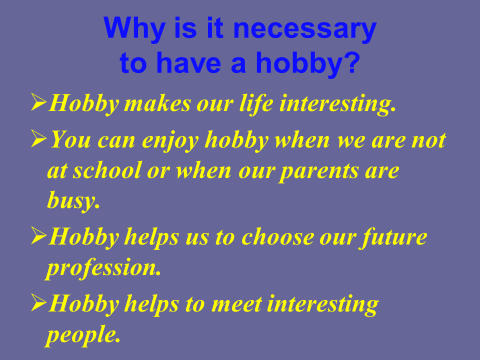 Why is it necessary
to have a hobby?
➢Hobby makes our life interesting.
➢You can enjoy hobby when we are not
at school or when our parents are
busy.
➢Hobby helps us to choose our future
profession.
➢Hobby helps to meet interesting
people.